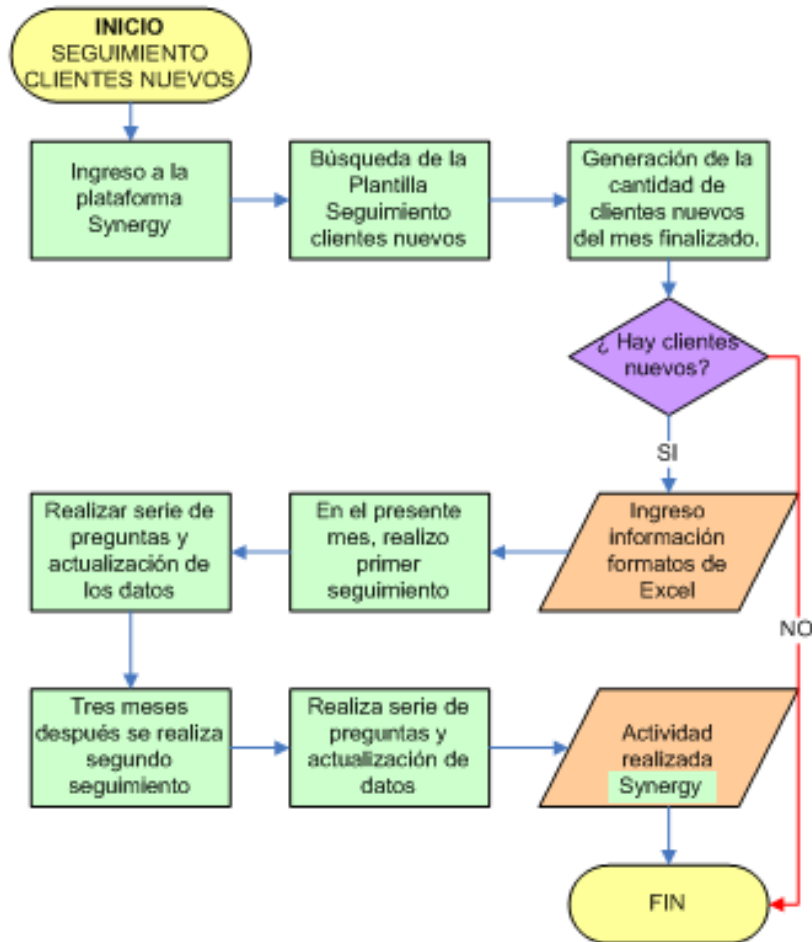 INICIO
SEGUIMIENTO
CLIENTES NUEVOS
Ingreso a la
plataforma
Synergy
Búsqueda de la
Plantilla
Seguimiento
clientes nuevos
Generación de la
cantidad de
clientes nuevos
del mes finalizado.
¿ Hay clientes
nuevos?
SI
NO
Ingreso
información
formatos de
Excel
En el presente
mes, realizo
primer
seguimiento
Realizar serie de
preguntas y
actualización de
los datos
Tres meses
después se realiza
segundo
seguimiento
Realiza serie de
preguntas y
actualización de
datos
Actividad
realizada
Synergy
FIN